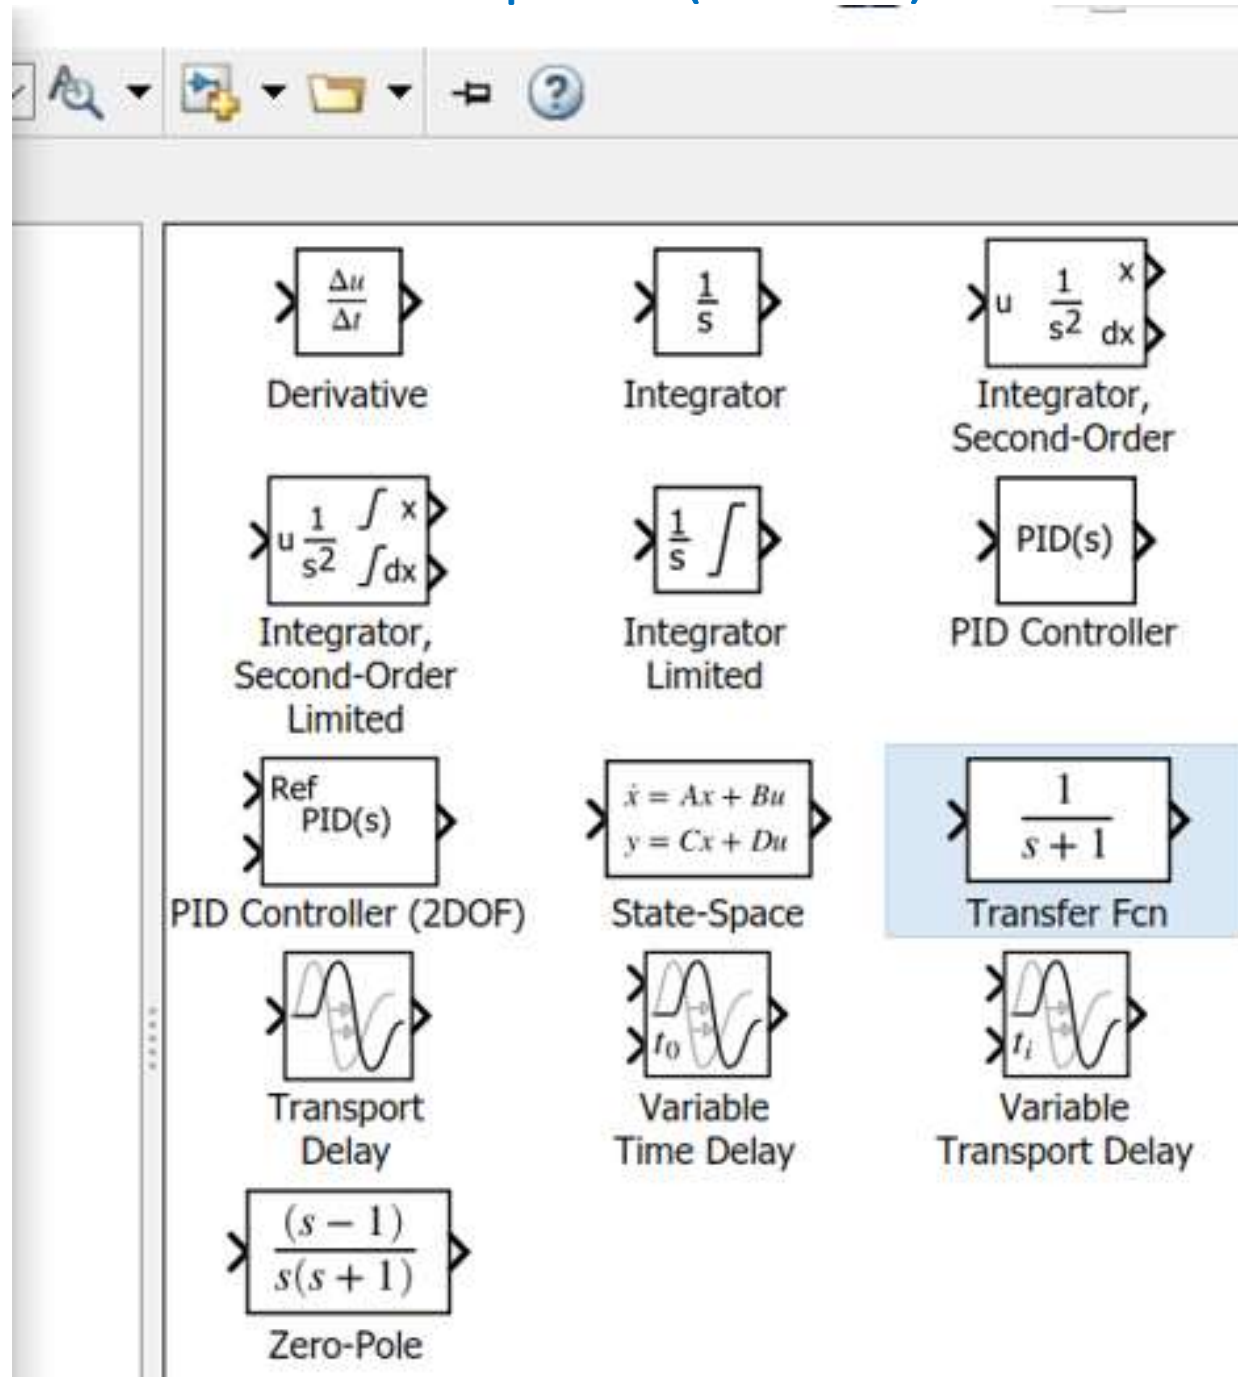 Δu/Δt
Derivative
1/s
Integrator
u 1/s2 x dx
Integrator,
Second-Order
u 1/s2 ∫ x ∫dx
Integrator,
Second-Order
Limited
1/s ∫
Integrator
Limited
PID(s)
PID Controller
Ref
PID(s)
PID Controller (2DOF)
ẋ = Ax + Bu
y = Cx + Du
State-Space
1/(s + 1)
Transfer Fcn
Transport
Delay
t0
Variable
Time Delay
ti
Variable
Transport Delay
(s − 1)
s(s + 1)
Zero-Pole